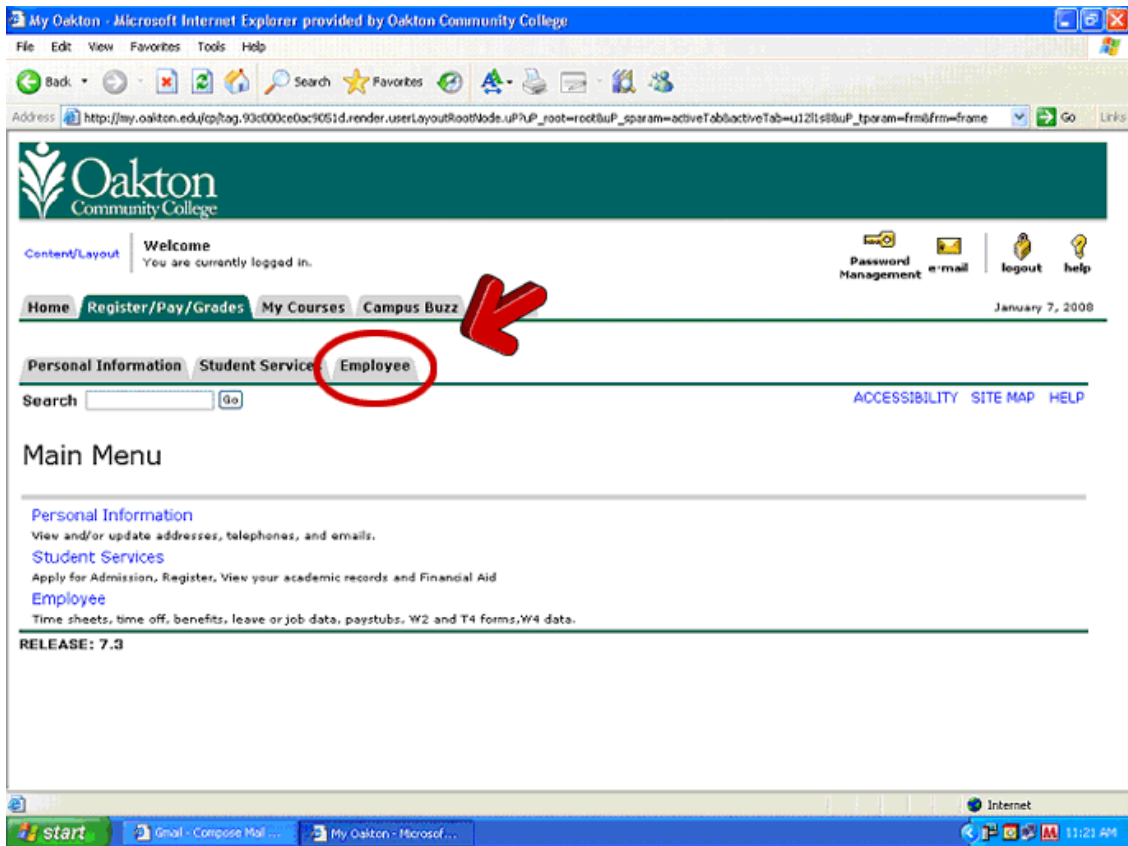 My Oakton - Microsoft Internet Explorer provided by Oakton Community College
File Edit View Favorites Tools Help
Back Search Favorites
Address http://my.oakton.edu/cp/tag.93c000ce0ac9051d.render.userLayoutRootNode.uP?uP_root=root&uP_sparam=activeTab&activeTab=u12l1s8&uP_tparam=frm&frm=frame Go Links
Oakton
Community College
Content/Layout
Welcome
You are currently logged in.
Password Management e-mail logout help
Home Register/Pay/Grades My Courses Campus Buzz
January 7, 2008
Personal Information Student Services Employee
Search Go
ACCESSIBILITY SITE MAP HELP
Main Menu
Personal Information
View and/or update addresses, telephones, and emails.
Student Services
Apply for Admission, Register, View your academic records and Financial Aid
Employee
Time sheets, time off, benefits, leave or job data, paystubs, W2 and T4 forms,W4 data.
RELEASE: 7.3
Internet
start Gmail - Compose Mail ... My Oakton - Microsof... 11:21 AM